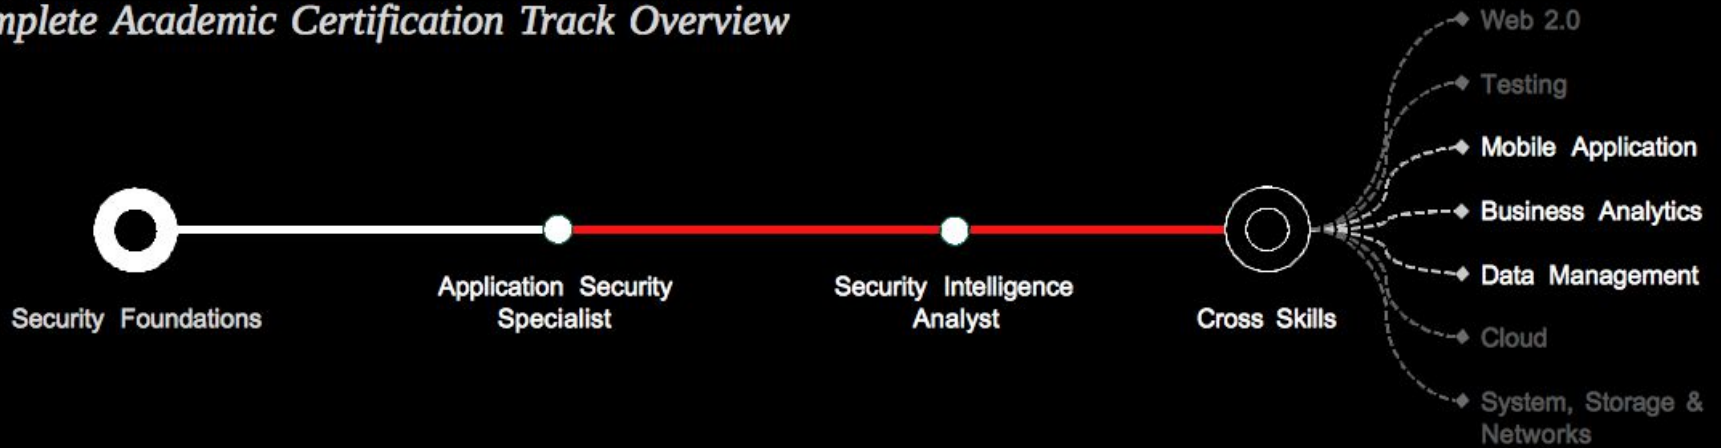 mplete Academic Certification Track Overview
Web 2.0
Testing
Mobile Application
Business Analytics
Data Management
Cloud
System, Storage &
Networks
Security Foundations
Application Security
Specialist
Security Intelligence
Analyst
Cross Skills